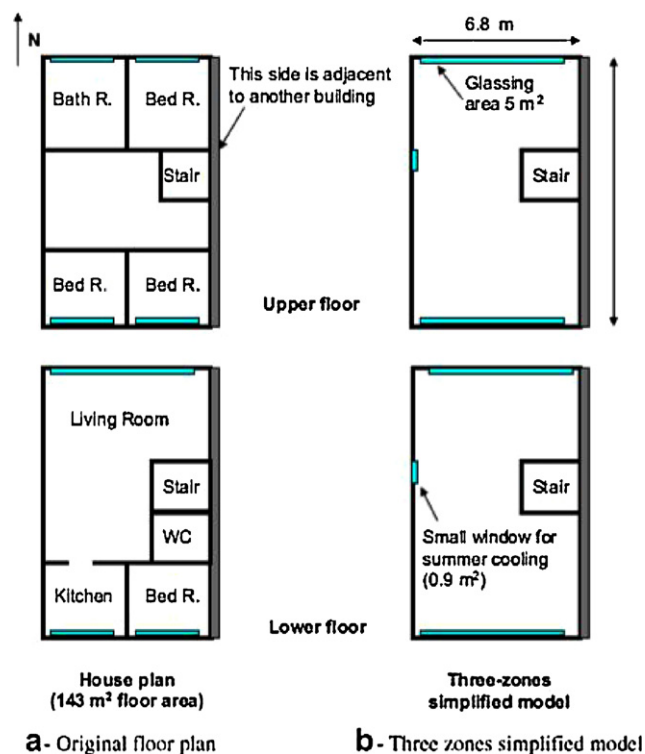 N
Bath R.
Bed R.
Stair
Bed R.
Bed R.
This side is adjacent
to another building
Upper floor
6.8 m
Glassing
area 5 m²
Stair
Living Room
Stair
WC
Kitchen
Bed R.
Lower floor
Stair
Small window for
summer cooling
(0.9 m²)
House plan
(143 m² floor area)
Three-zones
simplified model
a- Original floor plan
b- Three zones simplified model